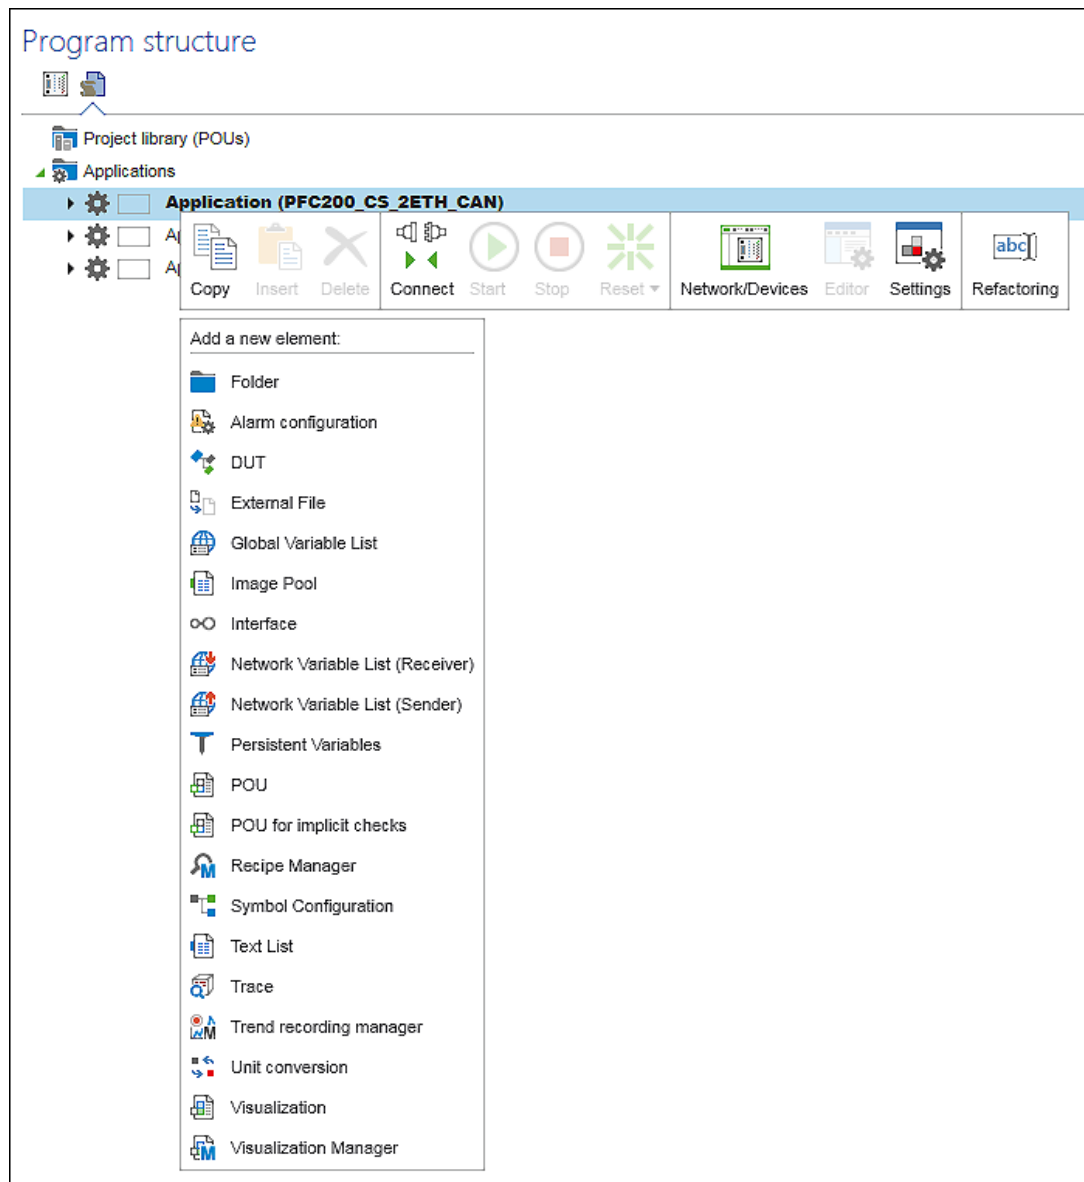 Program structure
Project library (POUs)
Applications
Application (PFC200_CS_2ETH_CAN)
Copy Insert Delete Connect Start Stop Reset Network/Devices Editor Settings abc Refactoring
Add a new element:
Folder
Alarm configuration
DUT
External File
Global Variable List
Image Pool
Interface
Network Variable List (Receiver)
Network Variable List (Sender)
Persistent Variables
POU
POU for implicit checks
Recipe Manager
Symbol Configuration
Text List
Trace
Trend recording manager
Unit conversion
Visualization
Visualization Manager